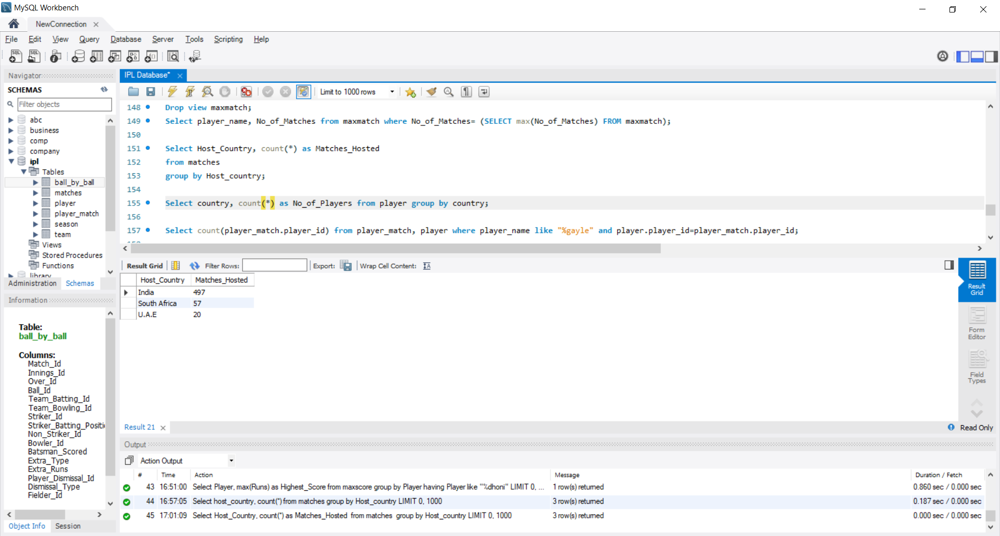 MySQL Workbench
NewConnection
File Edit View Query Database Server Tools Scripting Help
SQL SQL
Navigator
SCHEMAS
Filter objects
abc
business
comp
company
ipl
Tables
ball_by_ball
matches
player
player_match
season
team
Views
Stored Procedures
Functions
library
Administration Schemas
Information
Table:
ball_by_ball
Columns:
Match_Id
Innings_Id
Over_Id
Ball_Id
Team_Batting_Id
Team_Bowling_Id
Striker_Id
Striker_Batting_Positi
Non_Striker_Id
Bowler_Id
Batsman_Scored
Extra_Type
Extra_Runs
Player_Dismissal_Id
Dismissal_Type
Fielder_Id
Object Info Session
IPL Database*
Limit to 1000 rows
148 Drop view maxmatch;
149 Select player_name, No_of_Matches from maxmatch where No_of_Matches= (SELECT max(No_of_Matches) FROM maxmatch);
150
151 Select Host_Country, count(*) as Matches_Hosted
152 from matches
153 group by Host_country;
154
155 Select country, count(*) as No_of_Players from player group by country;
156
157 Select count(player_match.player_id) from player_match, player where player_name like "%gayle" and player.player_id=player_match.player_id;
Result Grid Filter Rows: Export: Wrap Cell Content:
Host_Country Matches_Hosted
India 497
South Africa 57
U.A.E 20
Result Grid
Form Editor
Field Types
Result 21
Read Only
Output
Action Output
# Time Action Message Duration / Fetch
43 16:51:00 Select Player, max(Runs) as Highest_Score from maxscore group by Player having Player like "%dhoni" LIMIT 0, ... 1 row(s) returned 0.860 sec / 0.000 sec
44 16:57:05 Select host_country, count(*) from matches group by Host_country LIMIT 0, 1000 3 row(s) returned 0.187 sec / 0.000 sec
45 17:01:09 Select Host_Country, count(*) as Matches_Hosted from matches group by Host_country LIMIT 0, 1000 3 row(s) returned 0.000 sec / 0.000 sec